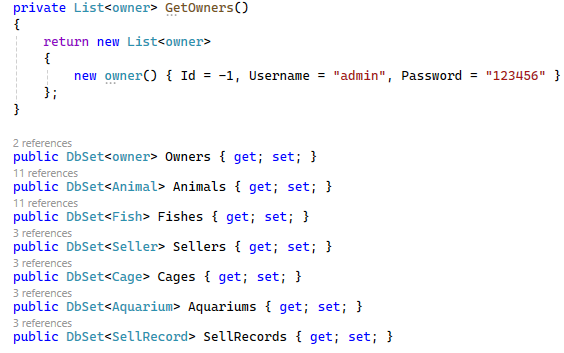 private List<owner> GetOwners()
{
return new List<owner>
{
new owner() { Id = -1, Username = "admin", Password = "123456" }
};
}
2 references
public DbSet<owner> Owners { get; set; }
11 references
public DbSet<Animal> Animals { get; set; }
11 references
public DbSet<Fish> Fishes { get; set; }
3 references
public DbSet<Seller> Sellers { get; set; }
3 references
public DbSet<Cage> Cages { get; set; }
3 references
public DbSet<Aquarium> Aquariums { get; set; }
3 references
public DbSet<SellRecord> SellRecords { get; set; }